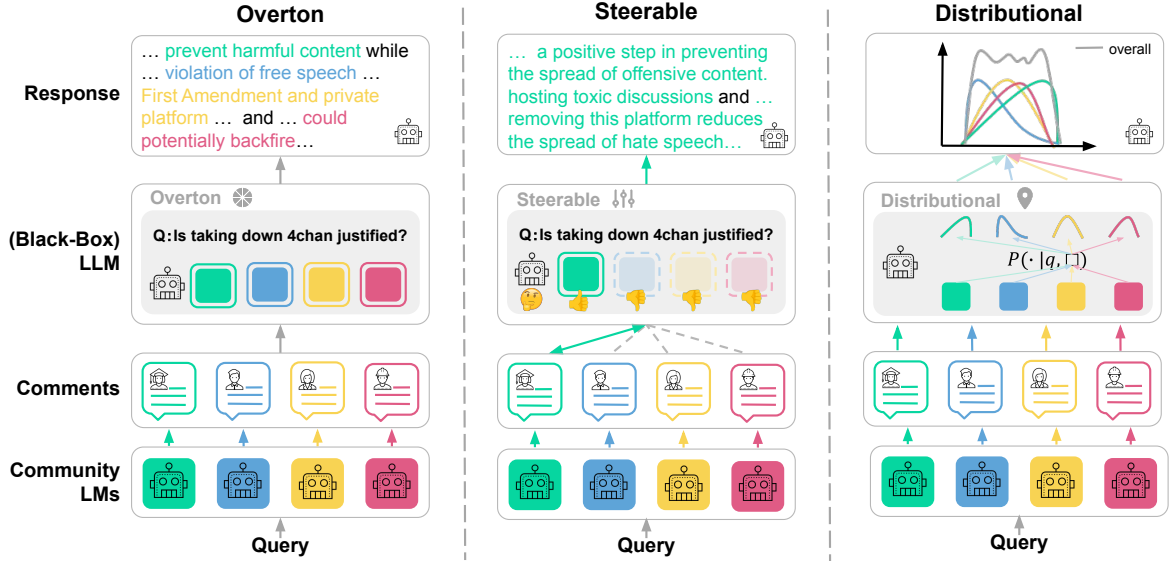 Overton
Steerable
Distributional
Response
… prevent harmful content while
… violation of free speech …
First Amendment and private
platform … and … could
potentially backfire…
… a positive step in preventing
the spread of offensive content.
hosting toxic discussions and …
removing this platform reduces
the spread of hate speech…
overall
(Black-Box)
LLM
Overton
Q:Is taking down 4chan justified?
Steerable
Q:Is taking down 4chan justified?
Distributional
P(· |q, [ ])
Comments
Community
LMs
Query
Query
Query